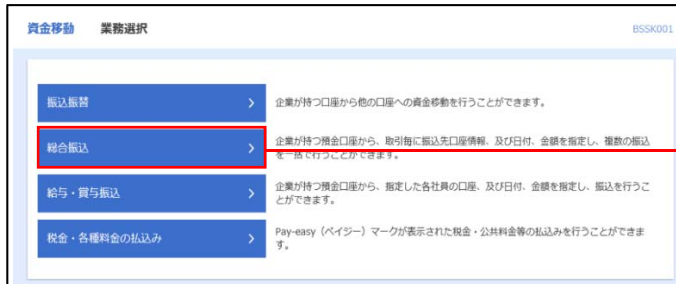 資金移動 業務選択 BSSK001
振込振替
企業が持つ口座から他の口座への資金移動を行うことができます。
総合振込
企業が持つ預金口座から、取引毎に振込先口座情報、及び日付、金額を指定し、複数の振込
を一括で行うことができます。
給与・賞与振込
企業が持つ預金口座から、指定した各社員の口座、及び日付、金額を指定し、振込を行うこ
とができます。
税金・各種料金の払込み
Pay-easy（ペイジー）マークが表示された税金・公共料金等の払込みを行うことができま
す。